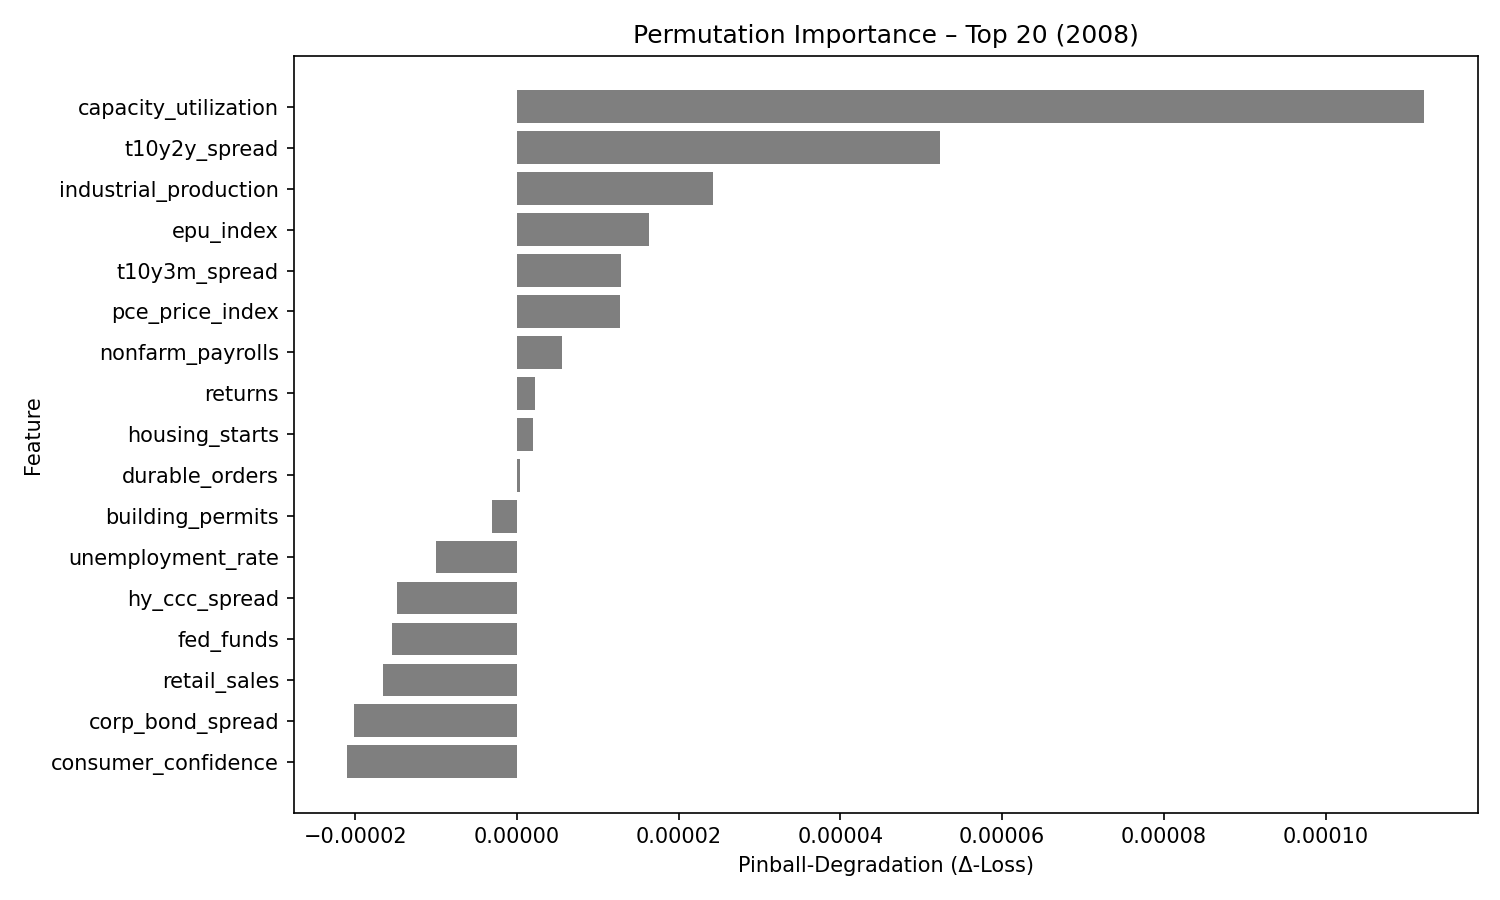 Permutation Importance – Top 20 (2008)
capacity_utilization
t10y2y_spread
industrial_production
epu_index
t10y3m_spread
pce_price_index
nonfarm_payrolls
returns
housing_starts
durable_orders
building_permits
unemployment_rate
hy_ccc_spread
fed_funds
retail_sales
corp_bond_spread
consumer_confidence
Feature
−0.00002 0.00000 0.00002 0.00004 0.00006 0.00008 0.00010
Pinball-Degradation (Δ-Loss)